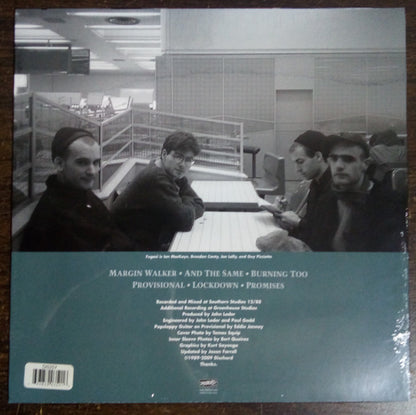 Fugazi is Ian MacKaye, Brendan Canty, Joe Lally, and Guy Picciotto
MARGIN WALKER • AND THE SAME • BURNING TOO
PROVISIONAL • LOCKDOWN • PROMISES
Recorded and Mixed at Southern Studios 12/88
Additional Recording at Greenhouse Studios
Produced by John Loder
Engineered by John Loder and Paul Gadd
Popsloppy Guitar on Provisional by Eddie Janney
Cover Photo by Tomas Squip
Inner Sleeve Photos by Bert Queiroz
Graphics by Kurt Sayenga
Updated by Jason Farrell
©1989-2009 Dischord
Thanks.